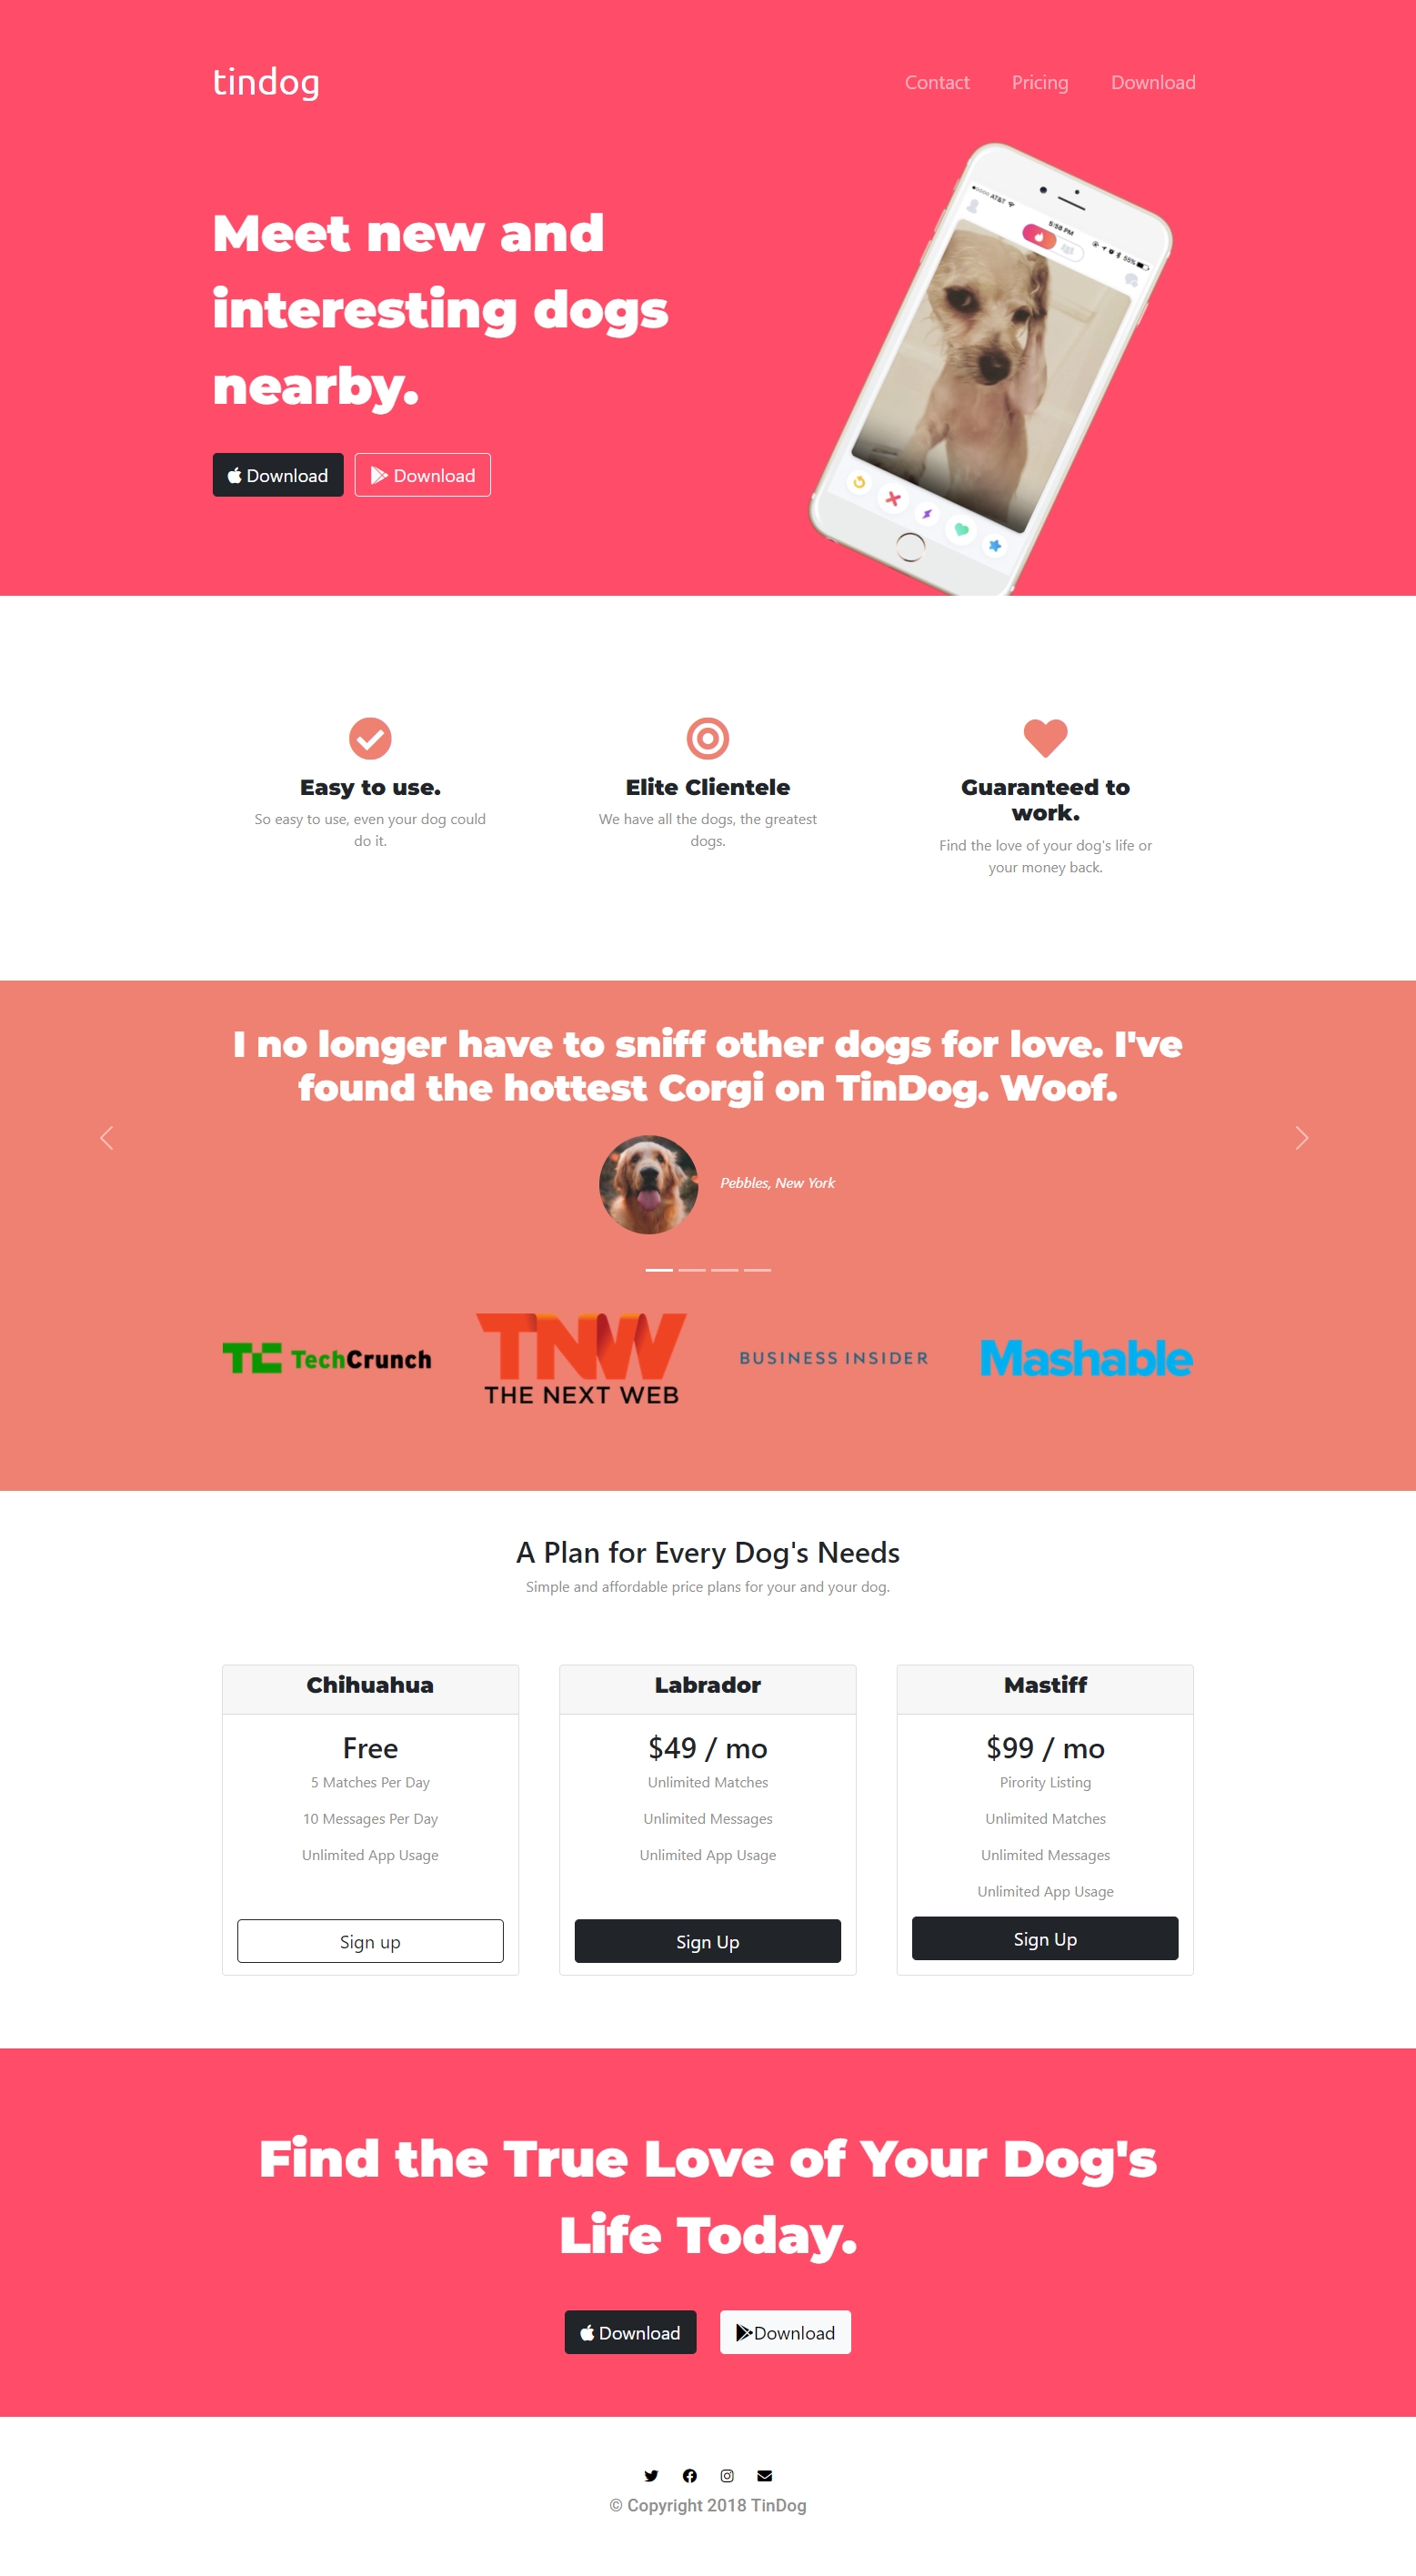 tindog
Contact Pricing Download
Meet new and
interesting dogs
nearby.
Download Download
AT&T 5:58 PM 55%
Easy to use.
So easy to use, even your dog could
do it.
Elite Clientele
We have all the dogs, the greatest
dogs.
Guaranteed to
work.
Find the love of your dog's life or
your money back.
I no longer have to sniff other dogs for love. I've
found the hottest Corgi on TinDog. Woof.
Pebbles, New York
TC TechCrunch
TNW
THE NEXT WEB
BUSINESS INSIDER
Mashable
A Plan for Every Dog's Needs
Simple and affordable price plans for your and your dog.
Chihuahua
Free
5 Matches Per Day
10 Messages Per Day
Unlimited App Usage
Sign up
Labrador
$49 / mo
Unlimited Matches
Unlimited Messages
Unlimited App Usage
Sign Up
Mastiff
$99 / mo
Pirority Listing
Unlimited Matches
Unlimited Messages
Unlimited App Usage
Sign Up
Find the True Love of Your Dog's
Life Today.
Download Download
© Copyright 2018 TinDog